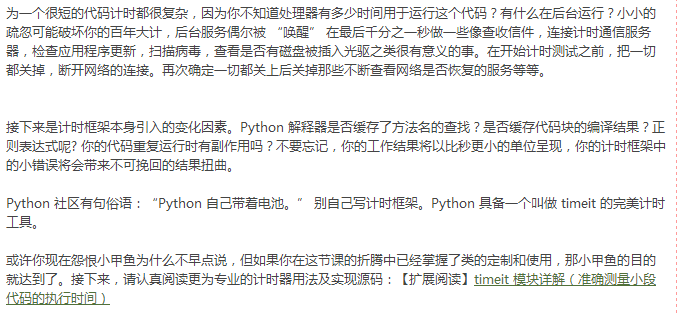 为一个很短的代码计时都很复杂，因为你不知道处理器有多少时间用于运行这个代码？有什么在后台运行？小小的
疏忽可能破坏你的百年大计，后台服务偶尔被 “唤醒” 在最后千分之一秒做一些像查收信件，连接计时通信服务
器，检查应用程序更新，扫描病毒，查看是否有磁盘被插入光驱之类很有意义的事。在开始计时测试之前，把一切
都关掉，断开网络的连接。再次确定一切都关上后关掉那些不断查看网络是否恢复的服务等等。
接下来是计时框架本身引入的变化因素。Python 解释器是否缓存了方法名的查找？是否缓存代码块的编译结果？正
则表达式呢? 你的代码重复运行时有副作用吗？不要忘记，你的工作结果将以比秒更小的单位呈现，你的计时框架中
的小错误将会带来不可挽回的结果扭曲。
Python 社区有句俗语：“Python 自己带着电池。” 别自己写计时框架。Python 具备一个叫做 timeit 的完美计时
工具。
或许你现在怨恨小甲鱼为什么不早点说，但如果你在这节课的折腾中已经掌握了类的定制和使用，那小甲鱼的目的
就达到了。接下来，请认真阅读更为专业的计时器用法及实现源码：【扩展阅读】timeit 模块详解（准确测量小段
代码的执行时间）